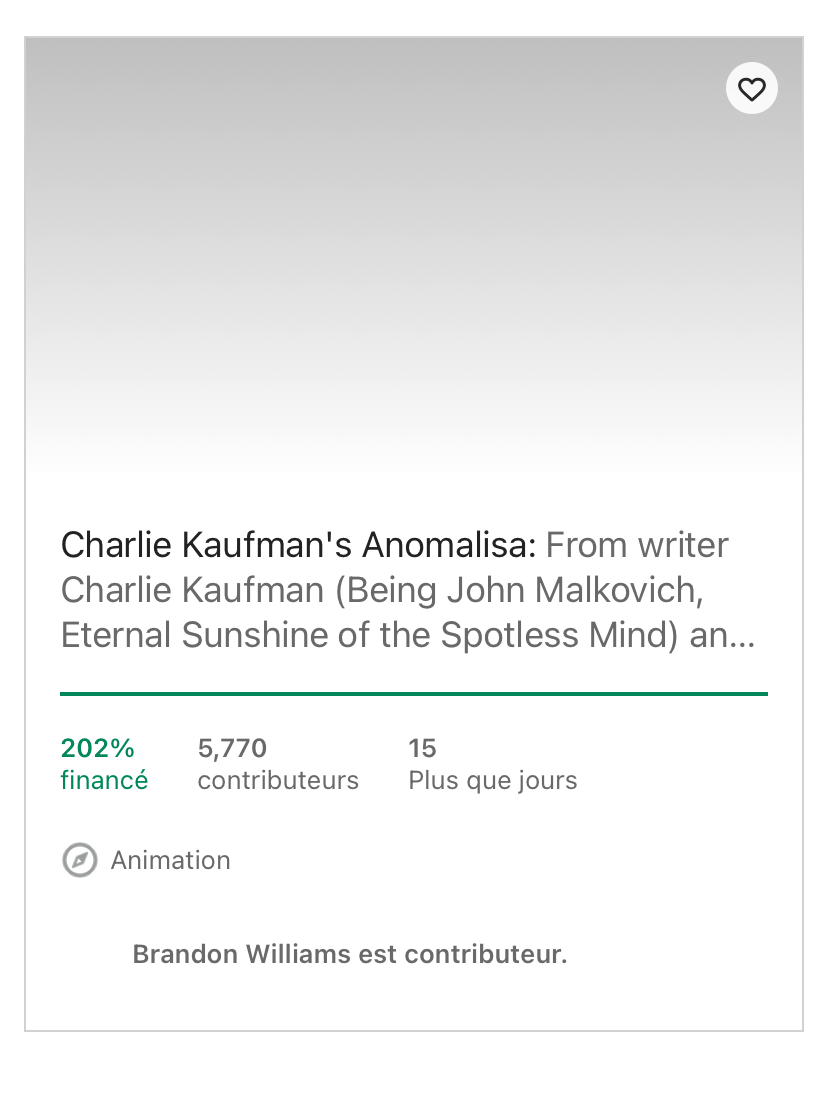 Charlie Kaufman's Anomalisa: From writer
Charlie Kaufman (Being John Malkovich,
Eternal Sunshine of the Spotless Mind) an...
202%
financé
5,770
contributeurs
15
Plus que jours
Animation
Brandon Williams est contributeur.